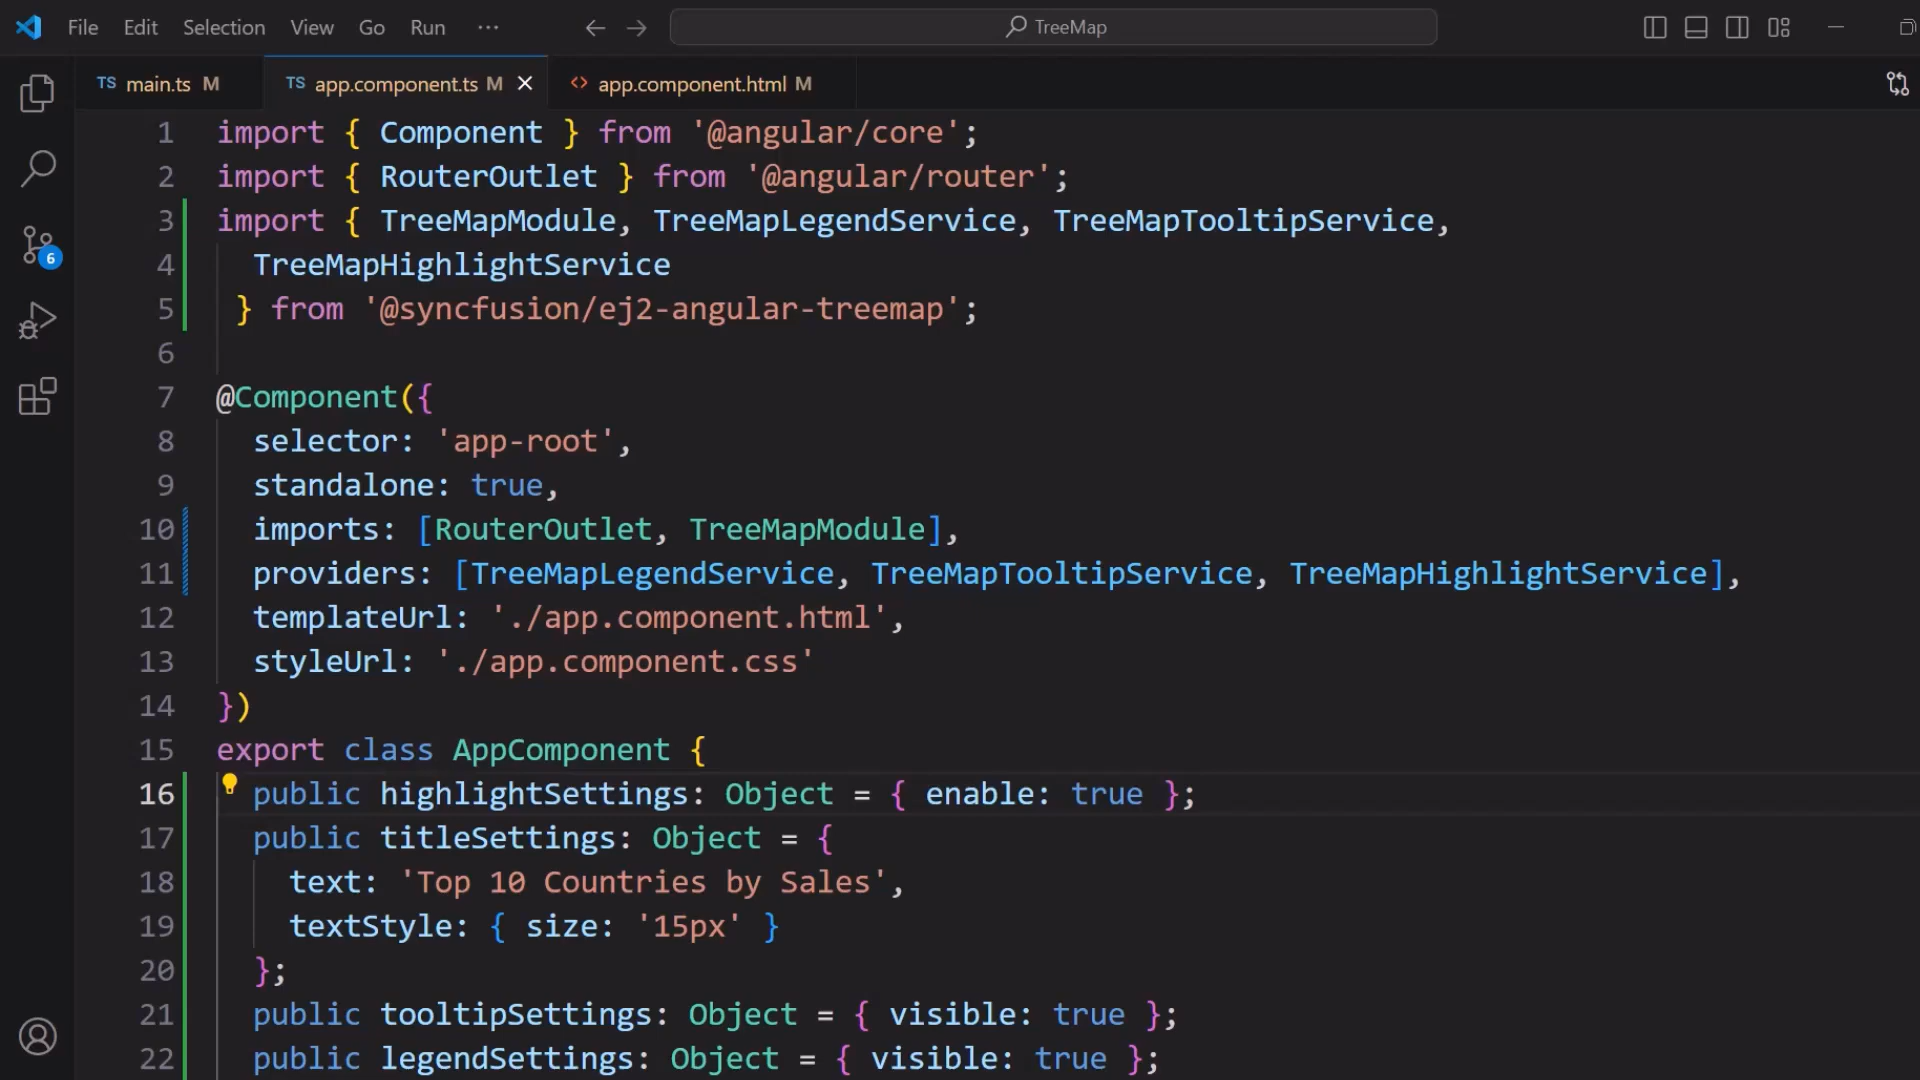 File Edit Selection View Go Run ···
TreeMap
TS main.ts M
TS app.component.ts M
<> app.component.html M
6
1 import { Component } from '@angular/core';
2 import { RouterOutlet } from '@angular/router';
3 import { TreeMapModule, TreeMapLegendService, TreeMapTooltipService,
4 TreeMapHighlightService
5 } from '@syncfusion/ej2-angular-treemap';
6
7 @Component({
8 selector: 'app-root',
9 standalone: true,
10 imports: [RouterOutlet, TreeMapModule],
11 providers: [TreeMapLegendService, TreeMapTooltipService, TreeMapHighlightService],
12 templateUrl: './app.component.html',
13 styleUrl: './app.component.css'
14 })
15 export class AppComponent {
16 public highlightSettings: Object = { enable: true };
17 public titleSettings: Object = {
18 text: 'Top 10 Countries by Sales',
19 textStyle: { size: '15px' }
20 };
21 public tooltipSettings: Object = { visible: true };
22 public legendSettings: Object = { visible: true };